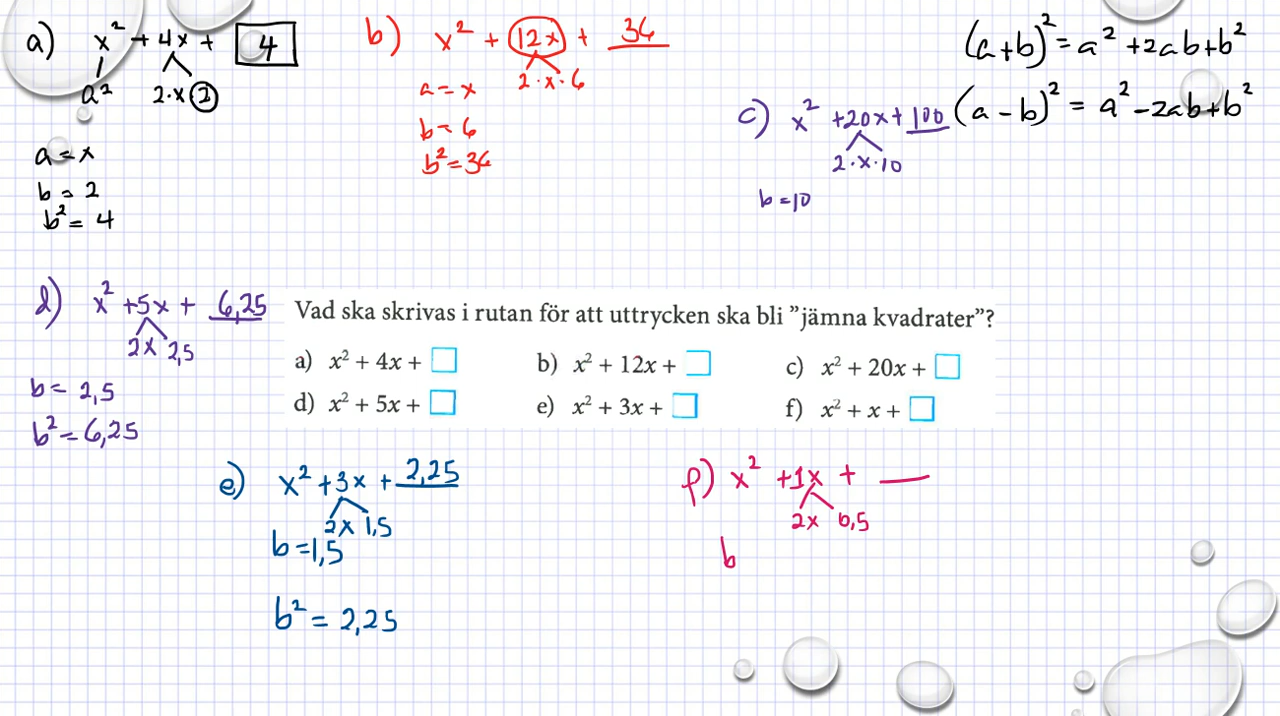 a) x² + 4x + 4
a² 2·x·2
a = x
b = 2
b² = 4
b) x² + 12x + 36
2·x·6
a = x
b = 6
b² = 36
(a+b)² = a² + 2ab + b²
(a - b)² = a² - 2ab + b²
c) x² + 20x + 100
2·x·10
b = 10
d) x² + 5x + 6,25
2x 2,5
b = 2,5
b² = 6,25
Vad ska skrivas i rutan för att uttrycken ska bli ”jämna kvadrater”?
a) x² + 4x + □ b) x² + 12x + □ c) x² + 20x + □
d) x² + 5x + □ e) x² + 3x + □ f) x² + x + □
e) x² + 3x + 2,25
2x 1,5
b = 1,5
b² = 2,25
f) x² + 1x + __
2x 0,5
b